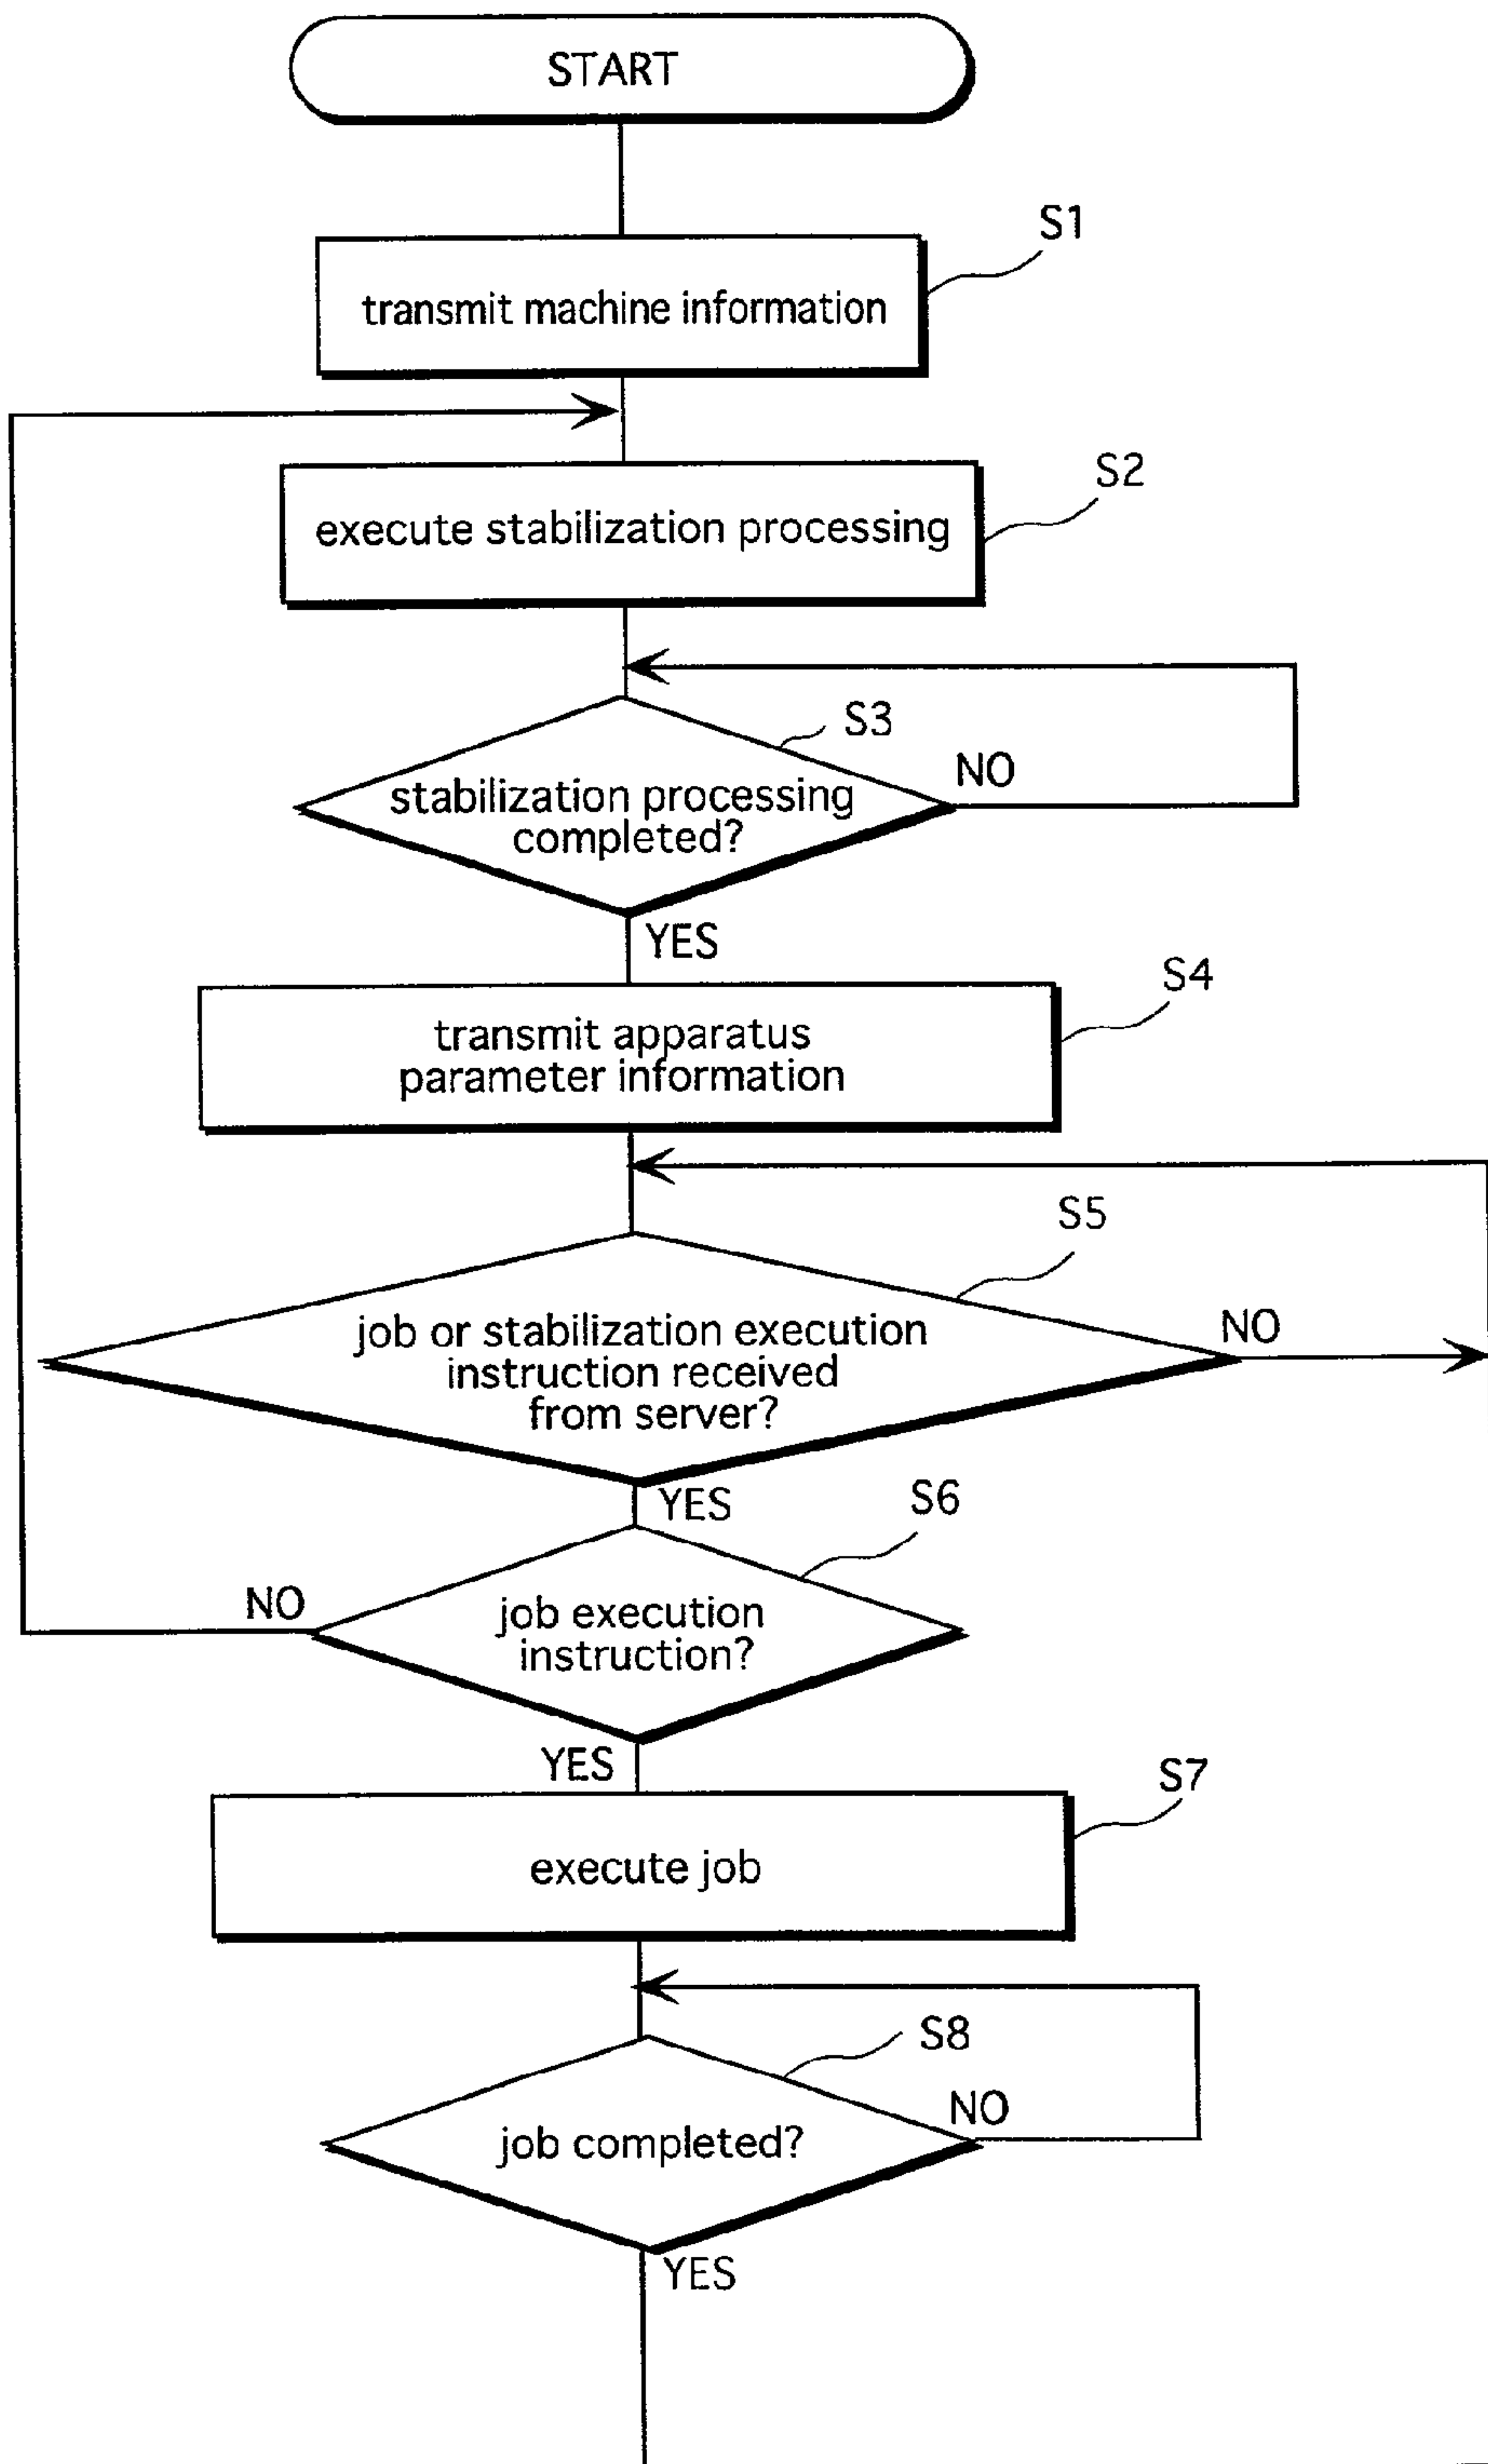 START
S1
transmit machine information
S2
execute stabilization processing
S3
NO
stabilization processing
completed?
YES
S4
transmit apparatus
parameter information
S5
NO
job or stabilization execution
instruction received
from server?
YES
S6
NO
job execution
instruction?
YES
S7
execute job
S8
NO
job completed?
YES